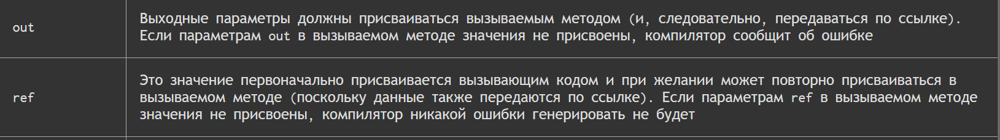 out
Выходные параметры должны присваиваться вызываемым методом (и, следовательно, передаваться по ссылке).
Если параметрам out в вызываемом методе значения не присвоены, компилятор сообщит об ошибке
ref
Это значение первоначально присваивается вызывающим кодом и при желании может повторно присваиваться в
вызываемом методе (поскольку данные также передаются по ссылке). Если параметрам ref в вызываемом методе
значения не присвоены, компилятор никакой ошибки генерировать не будет